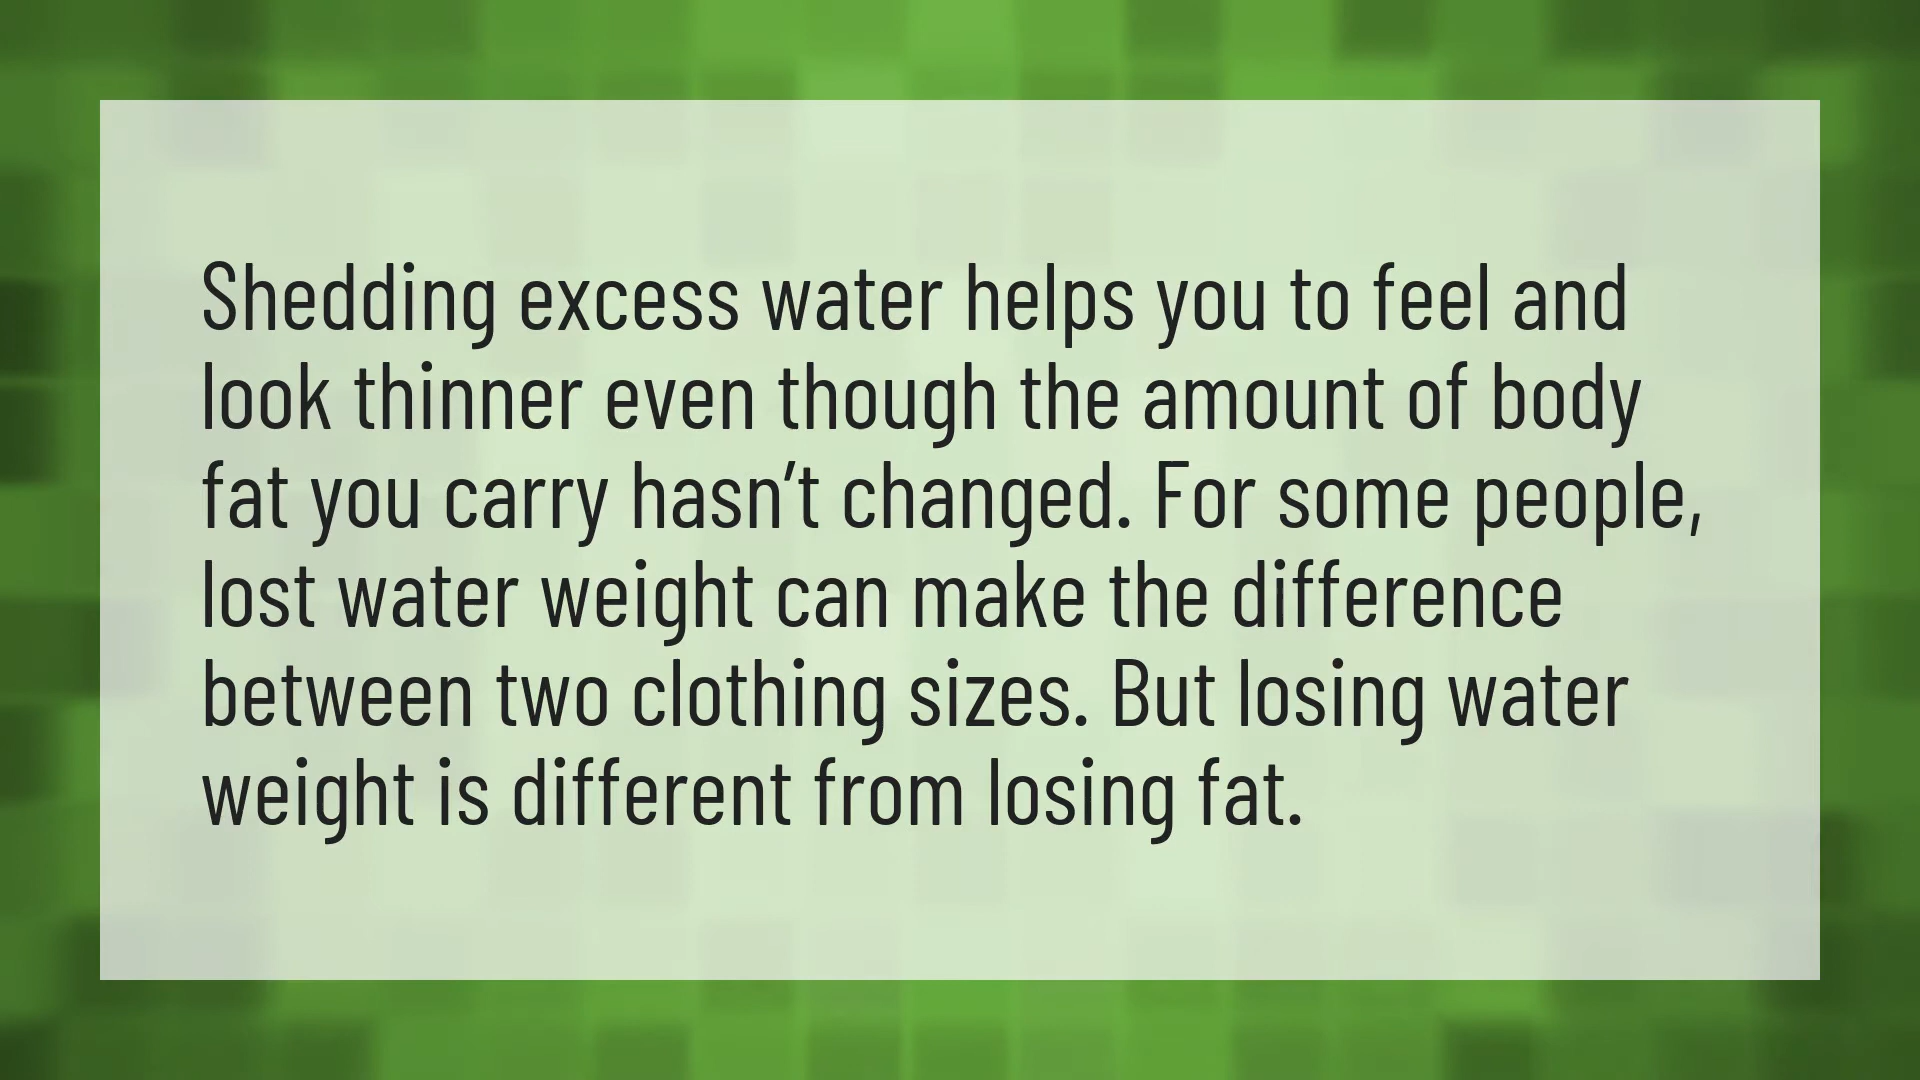 Shedding excess water helps you to feel and
look thinner even though the amount of body
fat you carry hasn’t changed. For some people,
lost water weight can make the difference
between two clothing sizes. But losing water
weight is different from losing fat.